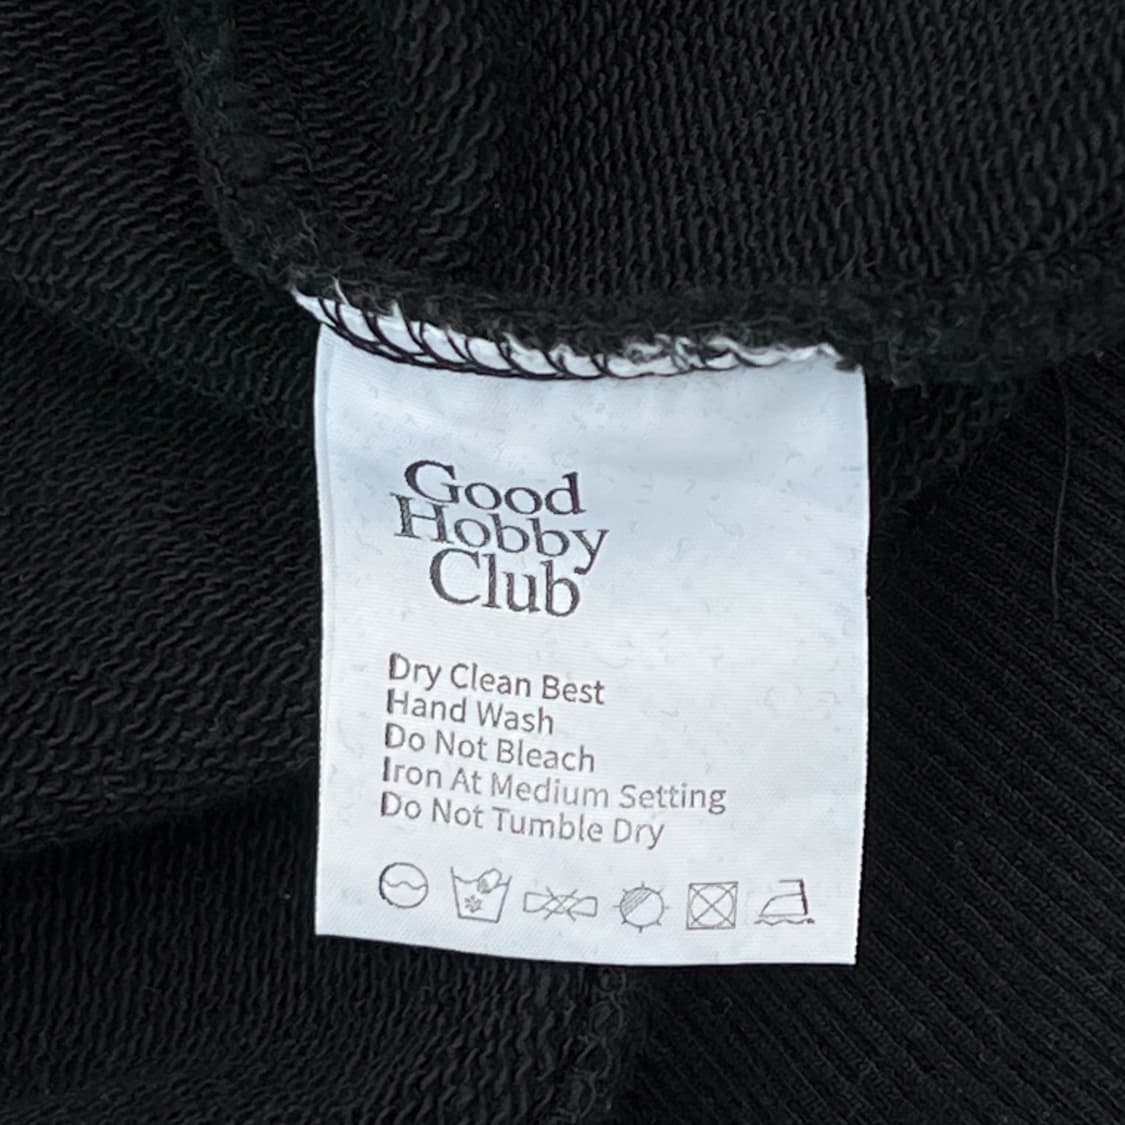 Good
Hobby
Club
Dry Clean Best
Hand Wash
Do Not Bleach
Iron At Medium Setting
Do Not Tumble Dry